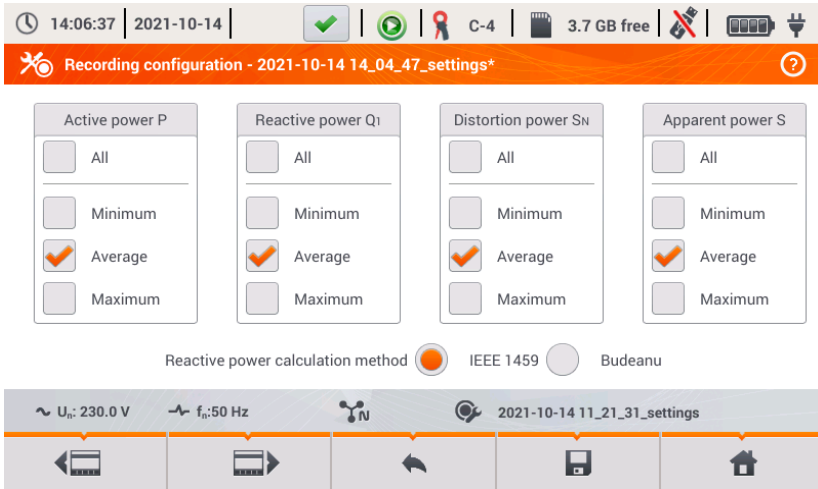 14:06:37 2021-10-14 C-4 3.7 GB free
Recording configuration - 2021-10-14 14_04_47_settings* ?
Active power P
All
Minimum
Average
Maximum
Reactive power Q1
All
Minimum
Average
Maximum
Distortion power SN
All
Minimum
Average
Maximum
Apparent power S
All
Minimum
Average
Maximum
Reactive power calculation method IEEE 1459 Budeanu
Un: 230.0 V fn:50 Hz N 2021-10-14 11_21_31_settings